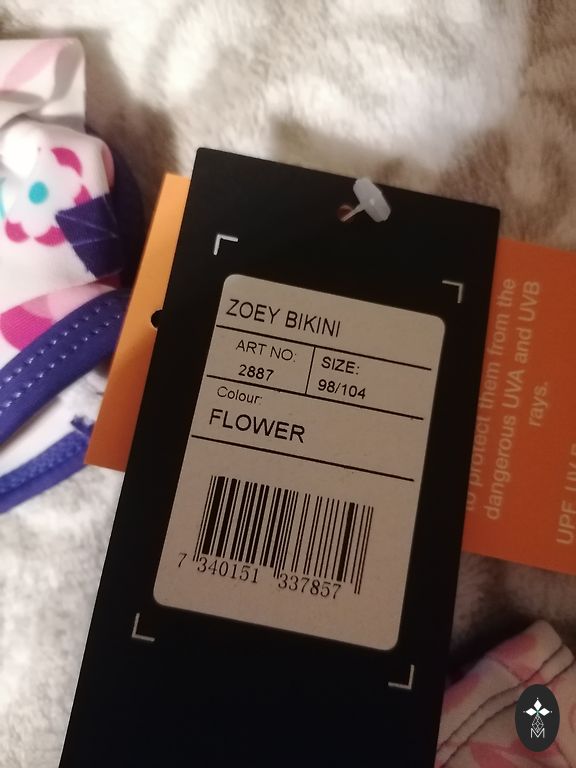 ZOEY BIKINI
ART NO:
2887
SIZE:
98/104
Colour:
FLOWER
7 340151 337857
to protect them from the
dangerous UVA and UVB
rays.
UPF
M